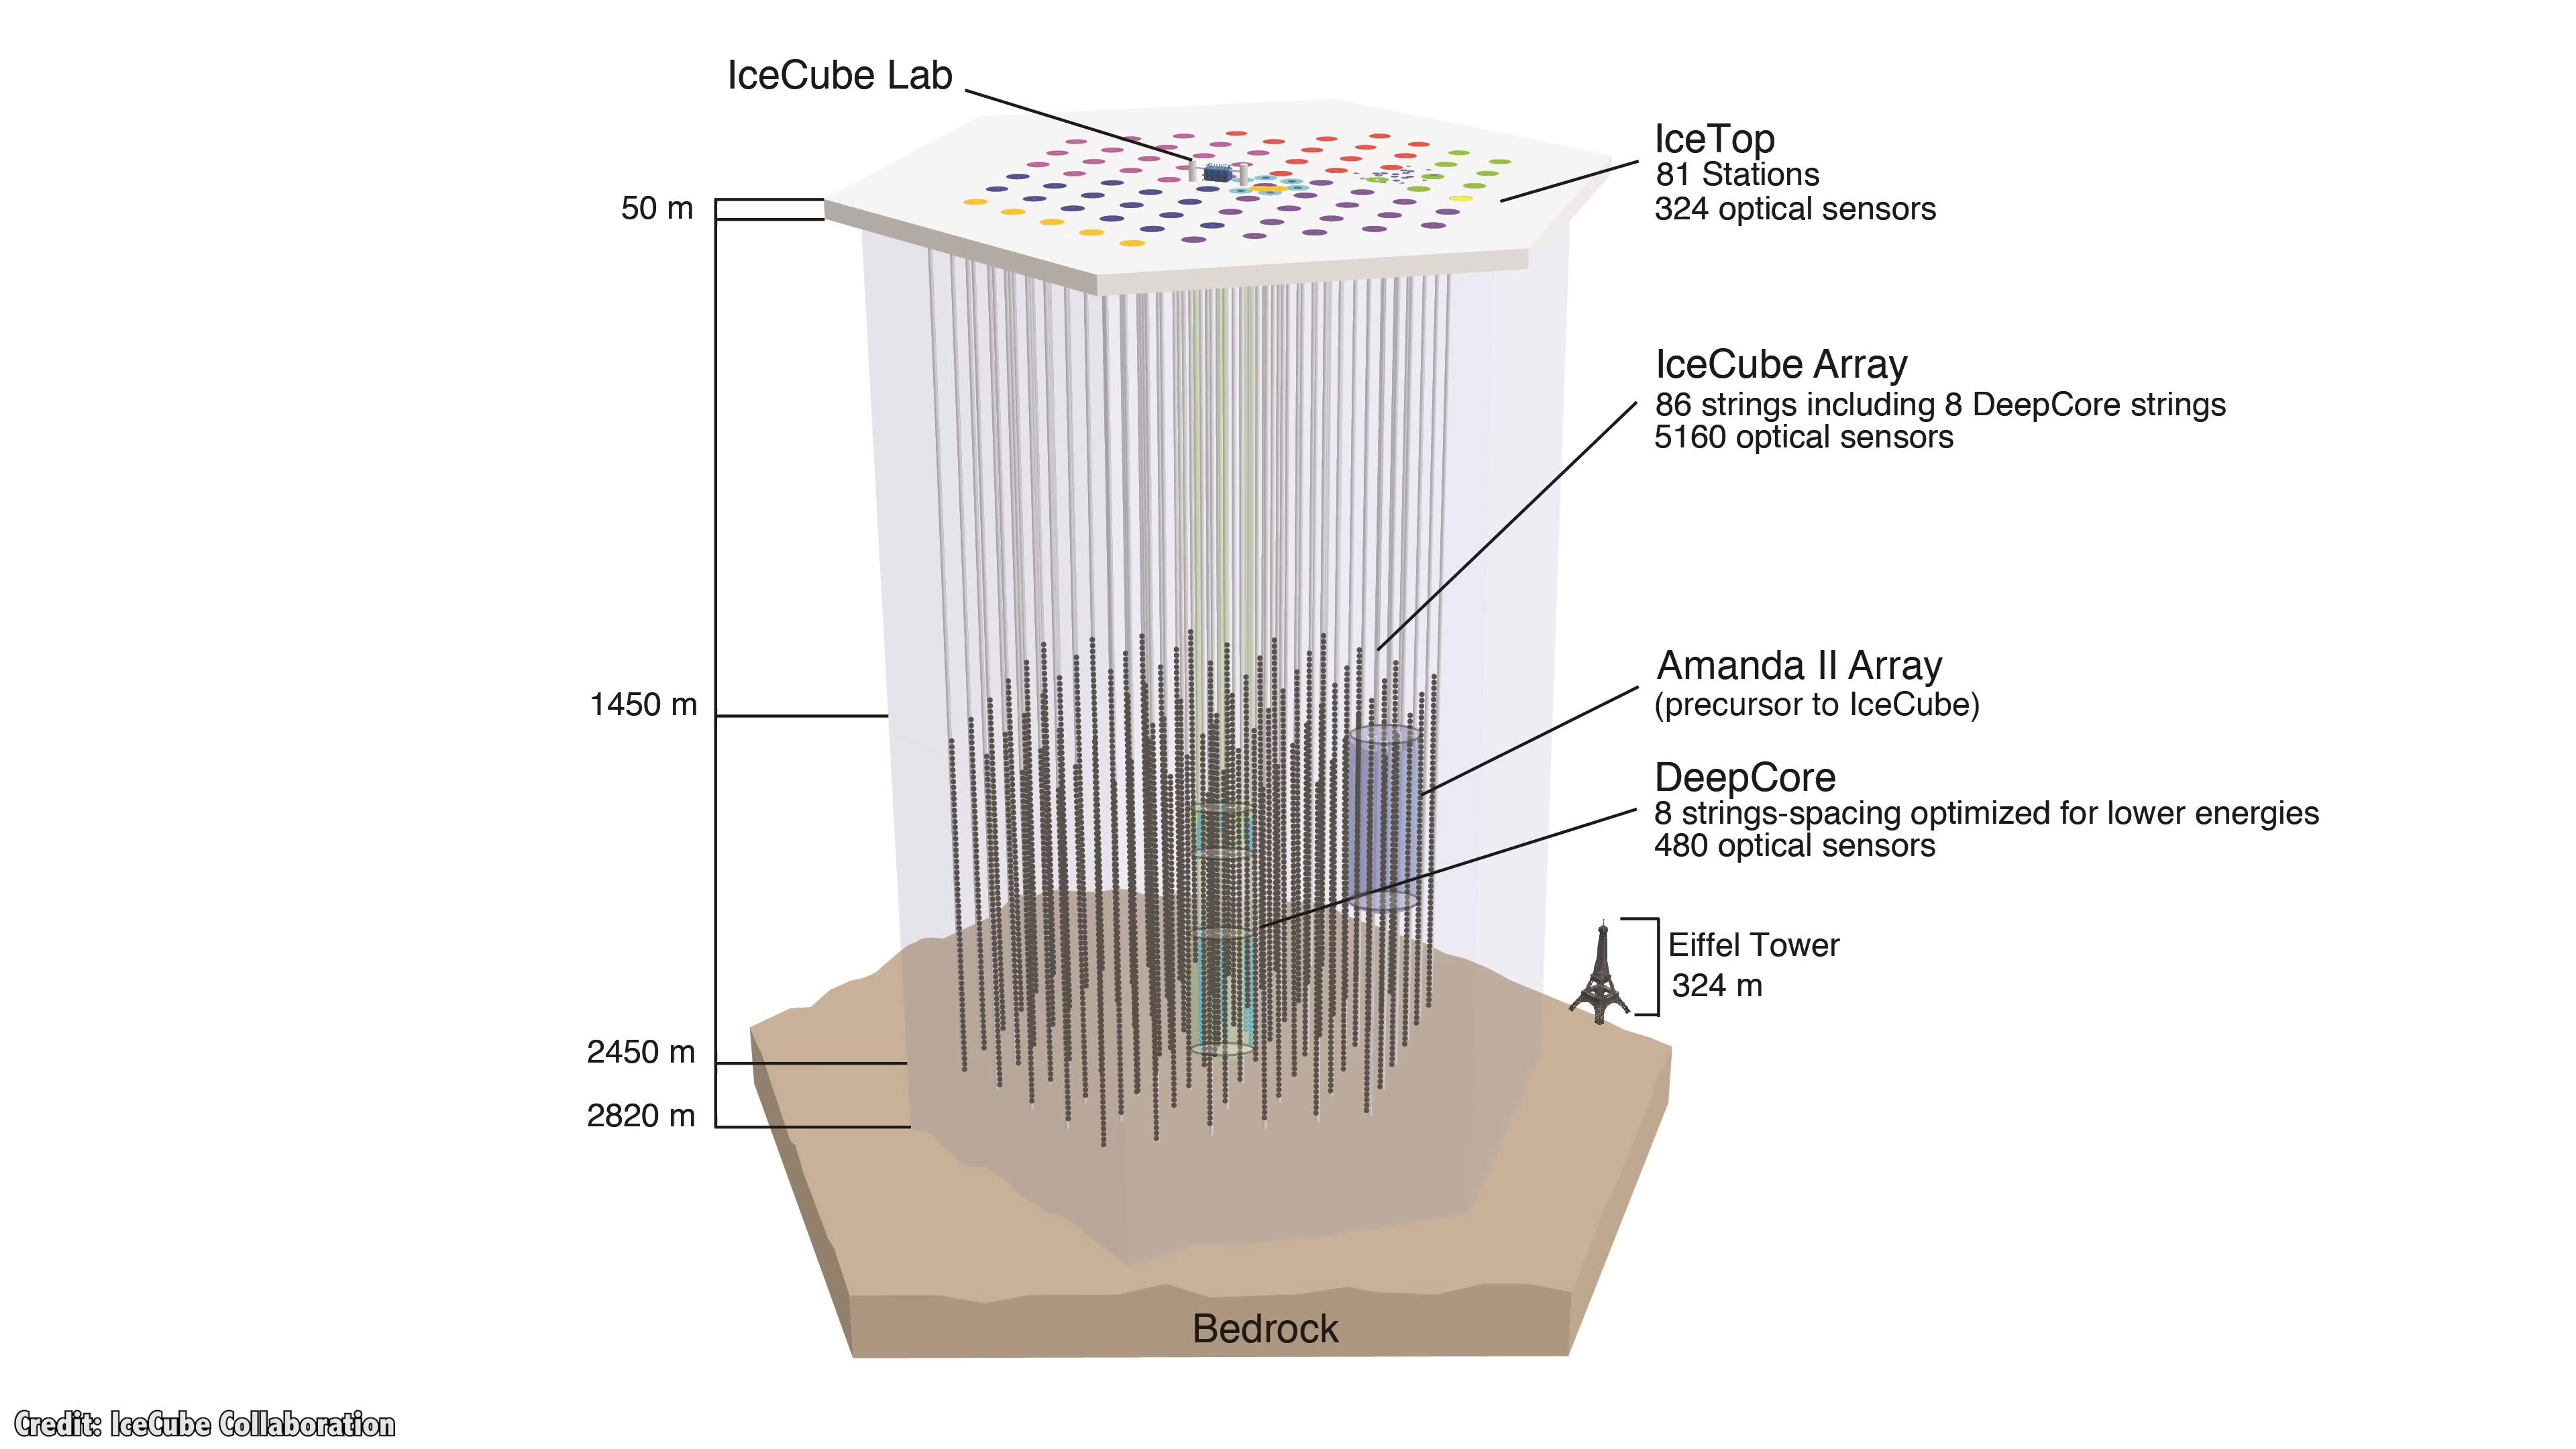 IceCube Lab
50 m
1450 m
2450 m
2820 m
IceTop
81 Stations
324 optical sensors
IceCube Array
86 strings including 8 DeepCore strings
5160 optical sensors
Amanda II Array
(precursor to IceCube)
DeepCore
8 strings-spacing optimized for lower energies
480 optical sensors
Eiffel Tower
324 m
Bedrock
Credit: IceCube Collaboration